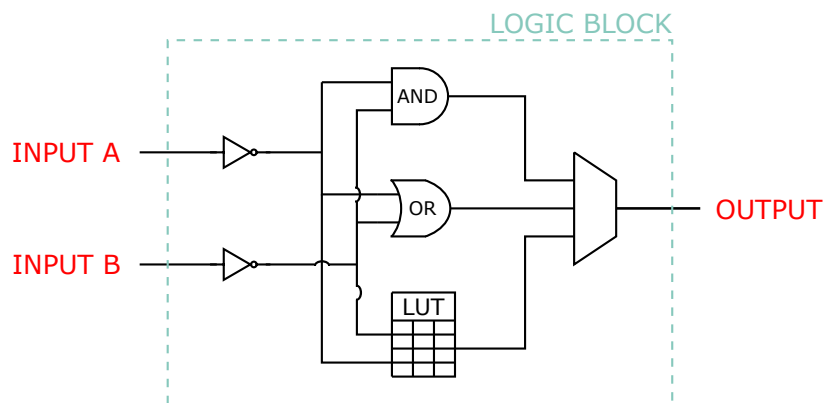 LOGIC BLOCK
AND
INPUT A
OR
OUTPUT
INPUT B
LUT